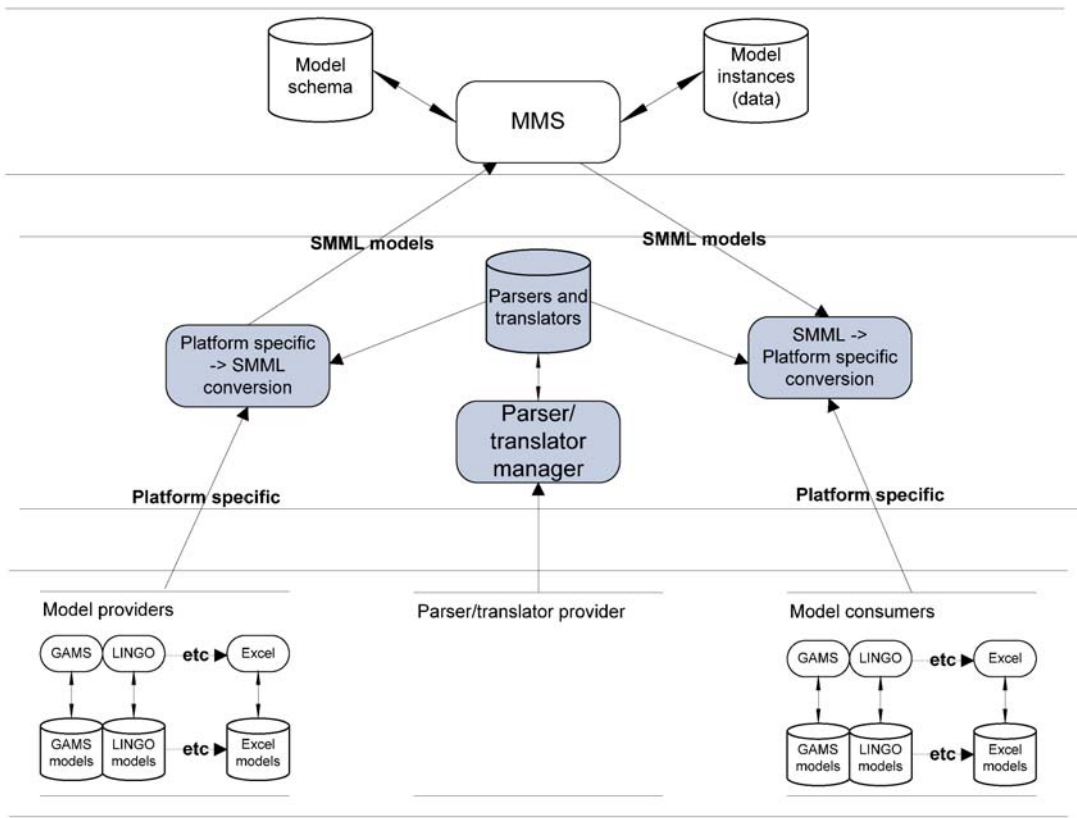 Model
schema
MMS
Model
instances
(data)
SMML models
SMML models
Parsers and
translators
Platform specific
-> SMML
conversion
SMML ->
Platform specific
conversion
Parser/
translator
manager
Platform specific
Platform specific
Model providers
Parser/translator provider
Model consumers
GAMS
LINGO
etc
Excel
GAMS
models
LINGO
models
etc
Excel
models
GAMS
LINGO
etc
Excel
GAMS
models
LINGO
models
etc
Excel
models